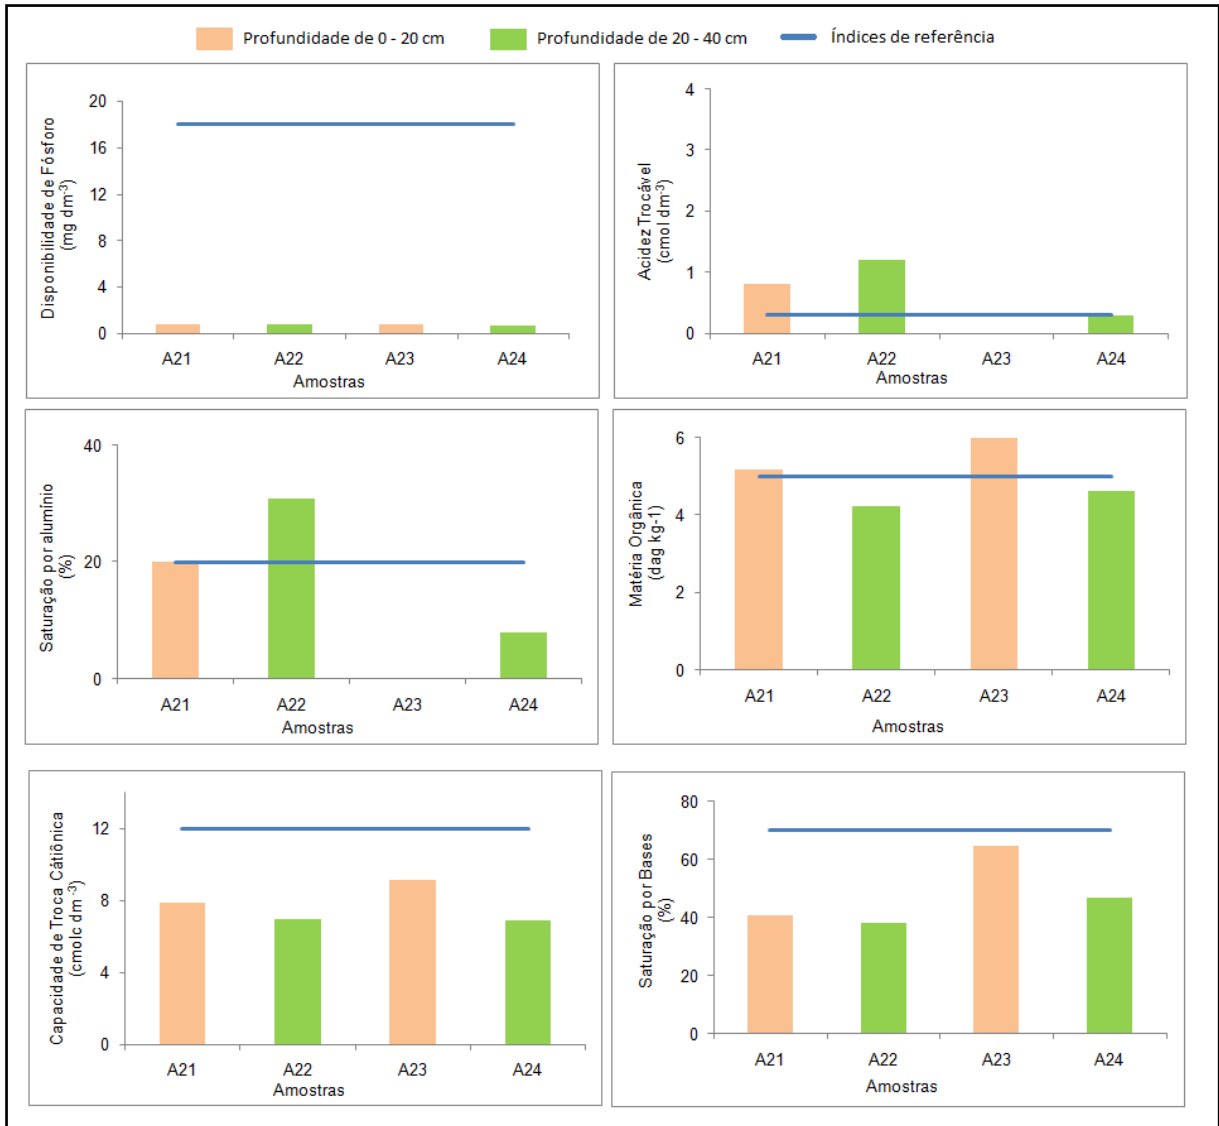 Profundidade de 0 - 20 cm
Profundidade de 20 - 40 cm
Índices de referência
Disponibilidade de Fósforo
(mg dm-3)
20
16
12
8
4
0
A21 A22 A23 A24
Amostras
Acidez Trocável
(cmol dm-3)
4
3
2
1
0
A21 A22 A23 A24
Amostras
Saturação por alumínio
(%)
40
20
0
A21 A22 A23 A24
Amostras
Matéria Orgânica
(dag kg-1)
6
4
2
0
A21 A22 A23 A24
Amostras
Capacidade de Troca Cátiônica
(cmolc dm-3)
12
8
4
0
A21 A22 A23 A24
Amostras
Saturação por Bases
(%)
80
60
40
20
0
A21 A22 A23 A24
Amostras